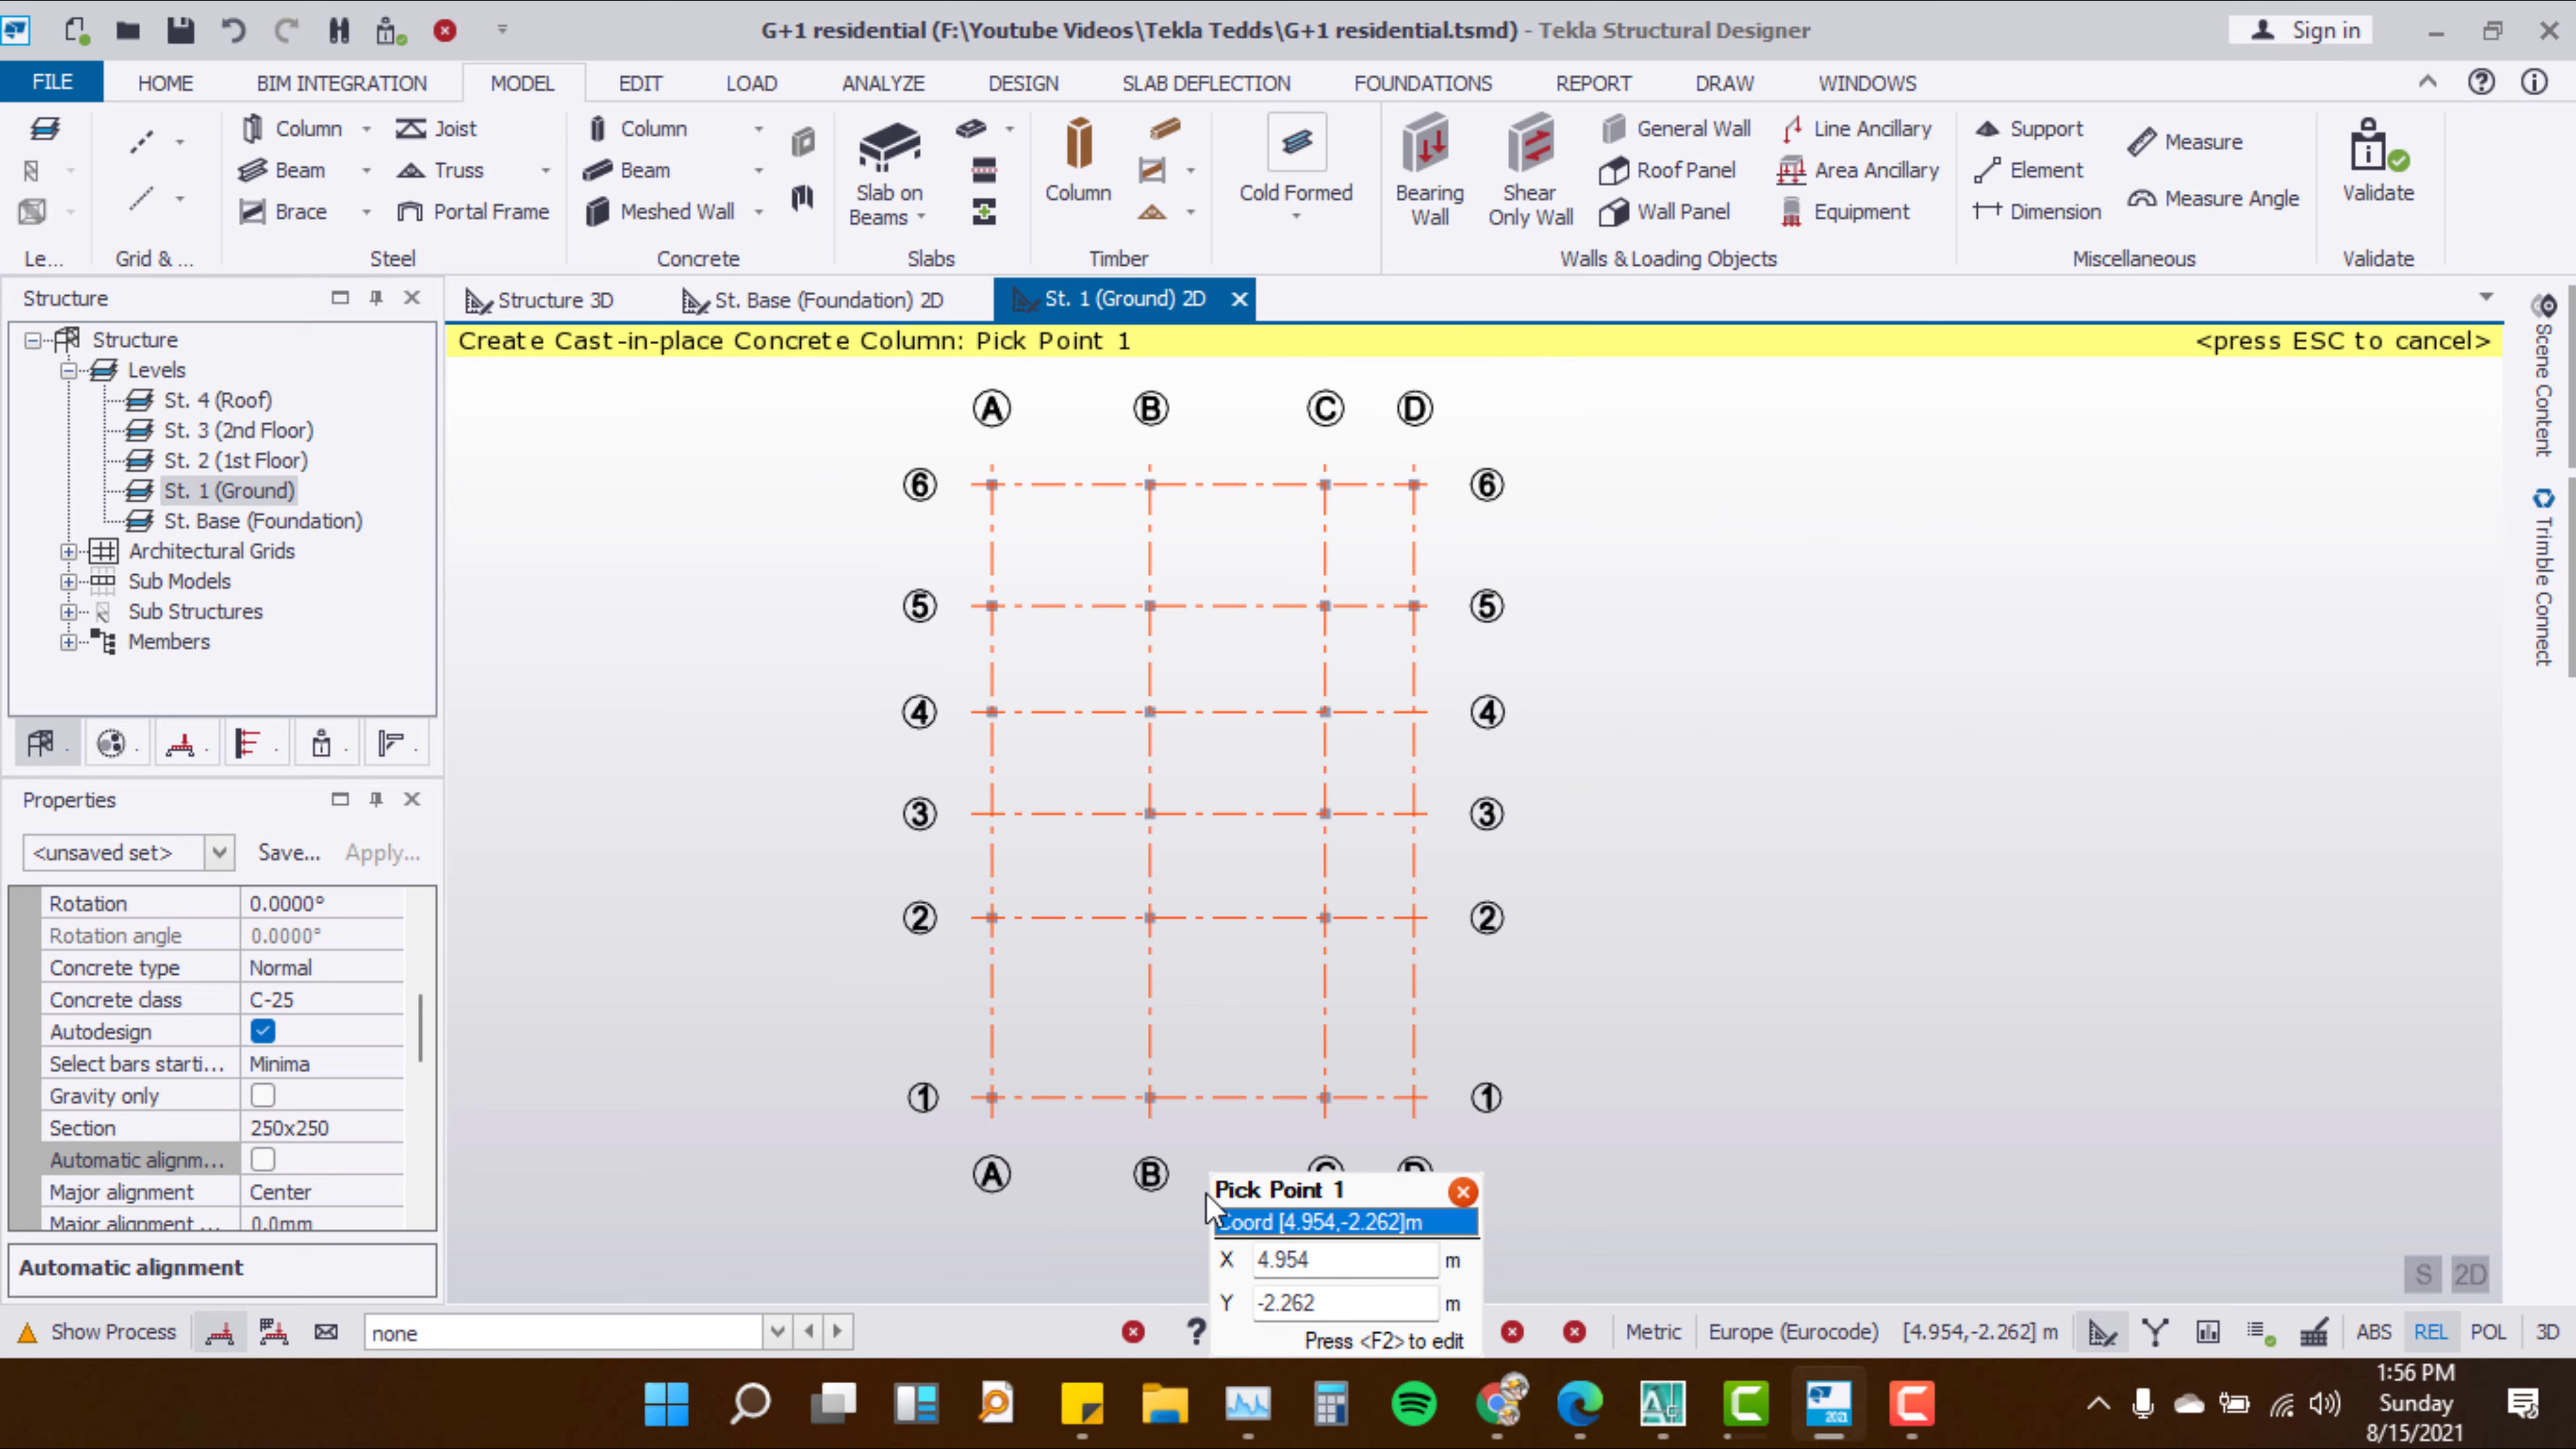 G+1 residential (F:\Youtube Videos\Tekla Tedds\G+1 residential.tsmd) - Tekla Structural Designer
Sign in
FILE HOME BIM INTEGRATION MODEL EDIT LOAD ANALYZE DESIGN SLAB DEFLECTION FOUNDATIONS REPORT DRAW WINDOWS
Column Joist Column General Wall Line Ancillary Support
Measure
Beam Truss Beam Roof Panel Area Ancillary Element
Slab on Beams Column Cold Formed Bearing Wall Shear Only Wall Validate
Brace Portal Frame Meshed Wall Wall Panel Equipment Dimension Measure Angle
Le... Grid & ... Steel Concrete Slabs Timber Walls & Loading Objects Miscellaneous Validate
Structure
Structure 3D St. Base (Foundation) 2D St. 1 (Ground) 2D
Create Cast-in-place Concrete Column: Pick Point 1 <press ESC to cancel>
Structure
Levels
St. 4 (Roof)
St. 3 (2nd Floor)
St. 2 (1st Floor)
St. 1 (Ground)
St. Base (Foundation)
Architectural Grids
Sub Models
Sub Structures
Members
Scene Content
Trimble Connect
A B C D
6 6
5 5
4 4
3 3
2 2
1 1
A B
Properties
<unsaved set> Save... Apply...
Rotation 0.0000°
Rotation angle 0.0000°
Concrete type Normal
Concrete class C-25
Autodesign
Select bars starti... Minima
Gravity only
Section 250x250
Automatic alignm...
Major alignment Center
Major alignment ... 0.0mm
Automatic alignment
Pick Point 1
Coord [4.954,-2.262]m
X 4.954 m
Y -2.262 m
Press <F2> to edit
S 2D
Show Process none Metric Europe (Eurocode) [4.954,-2.262] m ABS REL POL 3D
2021
1:56 PM
Sunday
8/15/2021